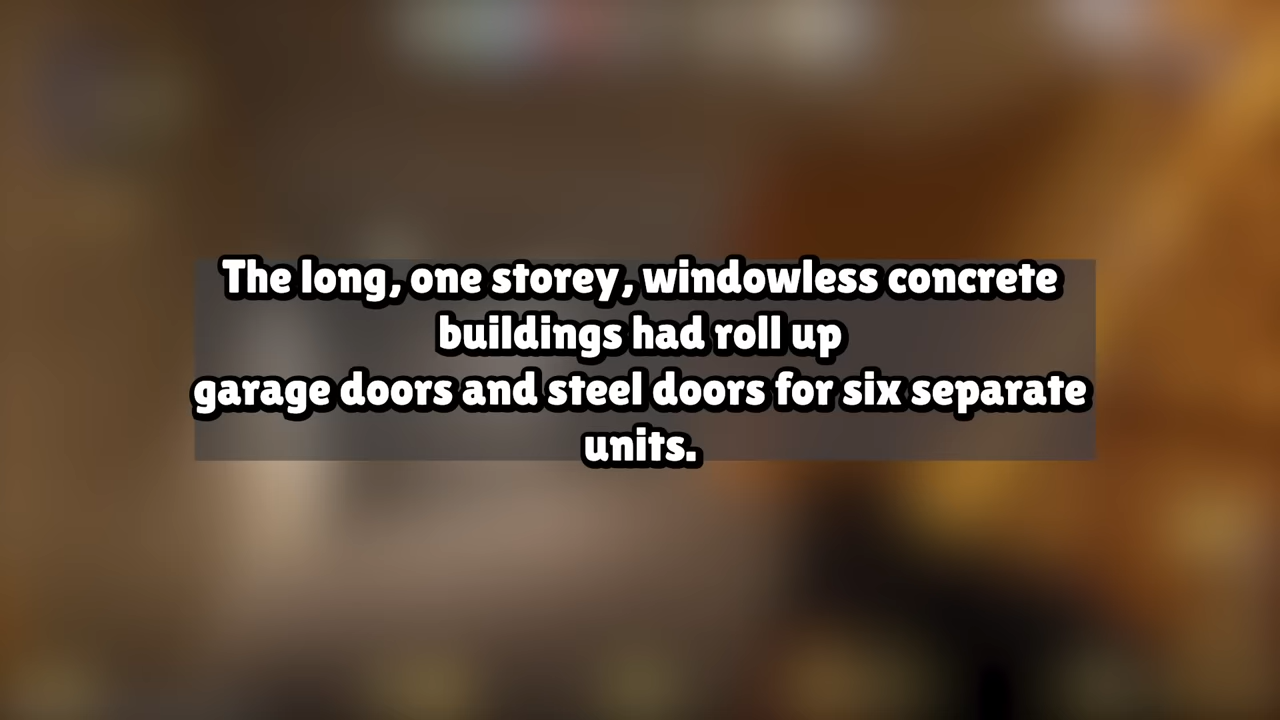 The long, one storey, windowless concrete
buildings had roll up
garage doors and steel doors for six separate
units.